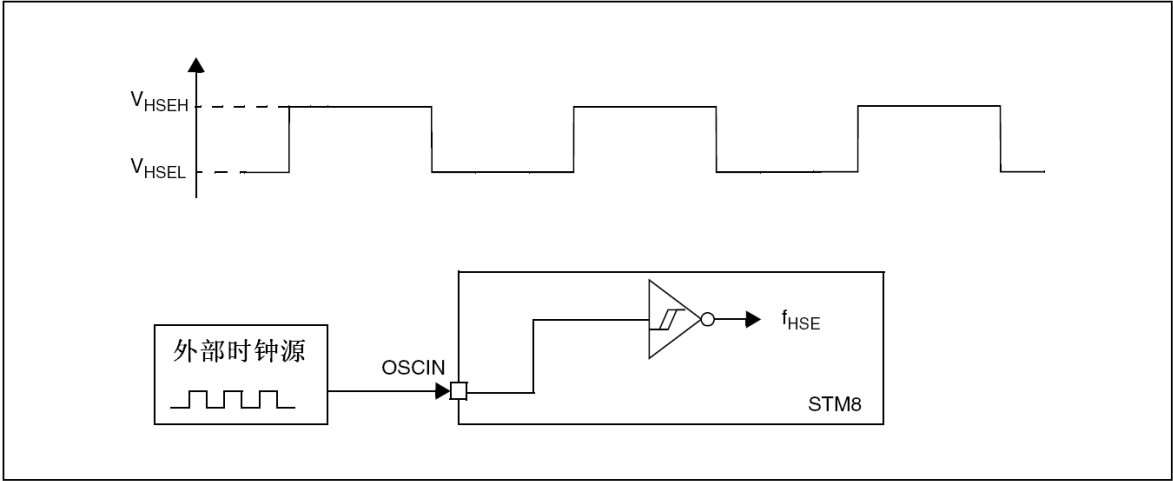 VHSEH
VHSEL
外部时钟源
OSCIN
fHSE
STM8